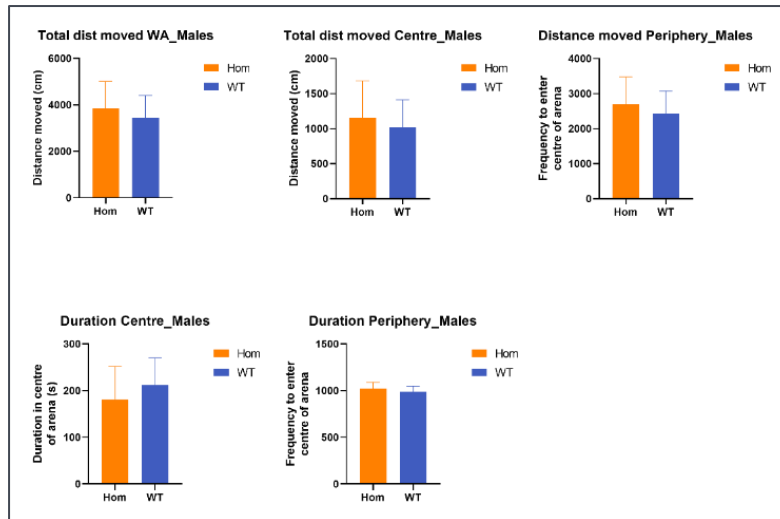 Total dist moved WA_Males
Distance moved (cm)
6000
4000
2000
0
Hom
WT
Hom
WT
Total dist moved Centre_Males
Distance moved (cm)
2000
1500
1000
500
0
Hom
WT
Hom
WT
Distance moved Periphery_Males
Frequency to enter
centre of arena
4000
3000
2000
1000
0
Hom
WT
Hom
WT
Duration Centre_Males
Duration in centre
of arena (s)
300
200
100
0
Hom
WT
Hom
WT
Duration Periphery_Males
Frequency to enter
centre of arena
1500
1000
500
0
Hom
WT
Hom
WT